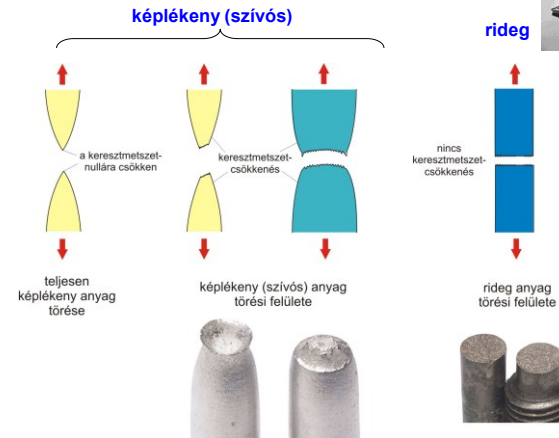 képlékeny (szívós)
rideg
a keresztmetszet-
nullára csökken
keresztmetszet-
csökkenés
nincs
keresztmetszet-
csökkenés
teljesen
képlékeny anyag
törése
képlékeny (szívós) anyag
törési felülete
rideg anyag
törési felülete